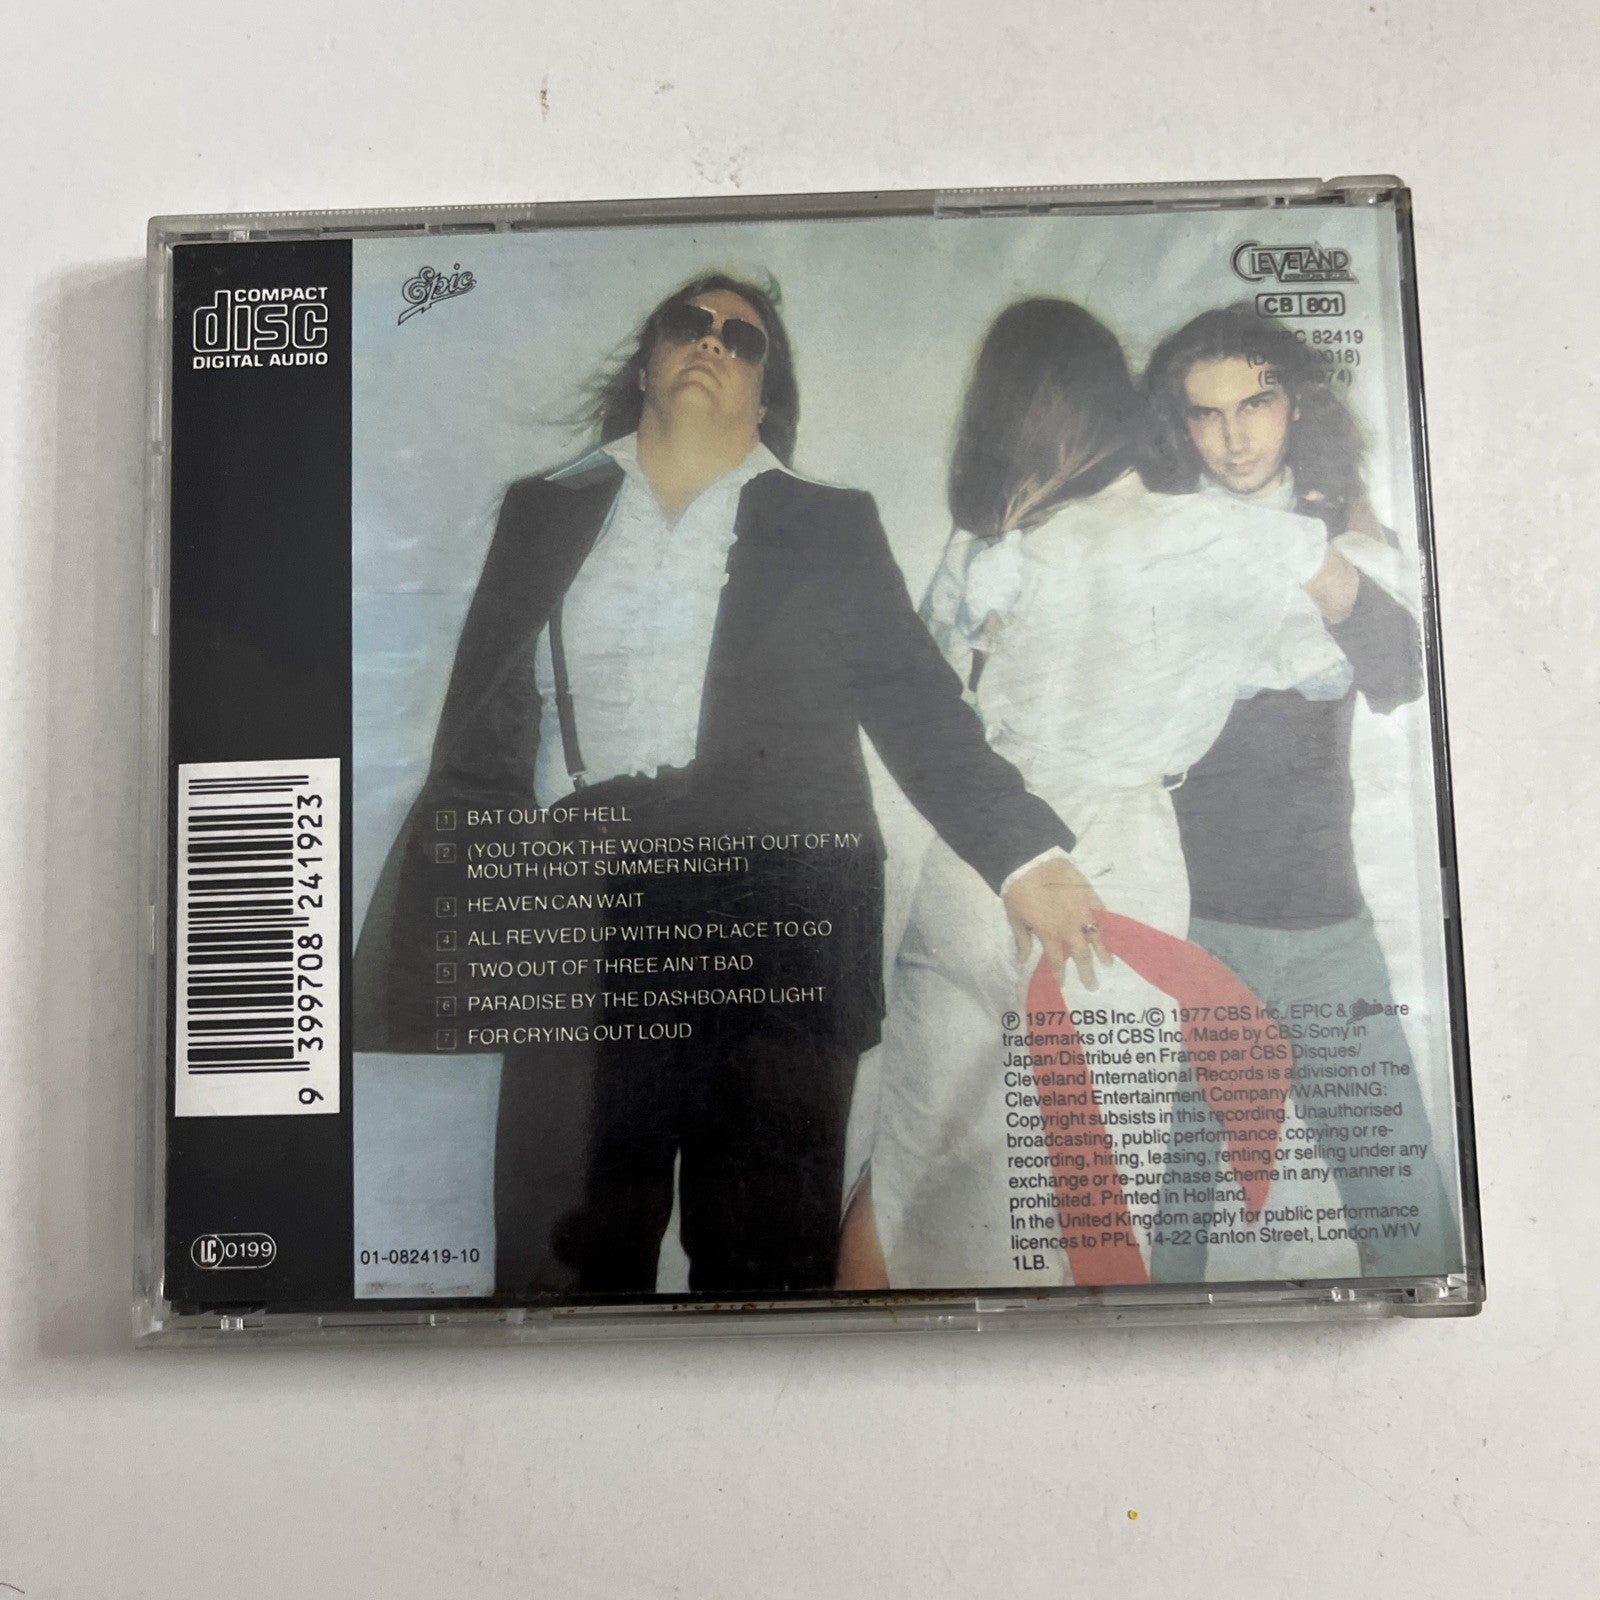 COMPACT
disc
DIGITAL AUDIO
Epic
CLEVELAND
CB 801
82419
1 BAT OUT OF HELL
2 (YOU TOOK THE WORDS RIGHT OUT OF MY
MOUTH (HOT SUMMER NIGHT)
3 HEAVEN CAN WAIT
4 ALL REVVED UP WITH NO PLACE TO GO
5 TWO OUT OF THREE AIN'T BAD
6 PARADISE BY THE DASHBOARD LIGHT
7 FOR CRYING OUT LOUD
9 399708 241923
LC 0199
01-082419-10
℗ 1977 CBS Inc./© 1977 CBS Inc./EPIC & are
trademarks of CBS Inc./Made by CBS/Sony in
Japan/Distribué en France par CBS Disques/
Cleveland International Records is a division of The
Cleveland Entertainment Company/WARNING:
Copyright subsists in this recording. Unauthorised
broadcasting, public performance, copying or re-
recording, hiring, leasing, renting or selling under any
exchange or re-purchase scheme in any manner is
prohibited. Printed in Holland.
In the United Kingdom apply for public performance
licences to PPL, 14-22 Ganton Street, London W1V
1LB.